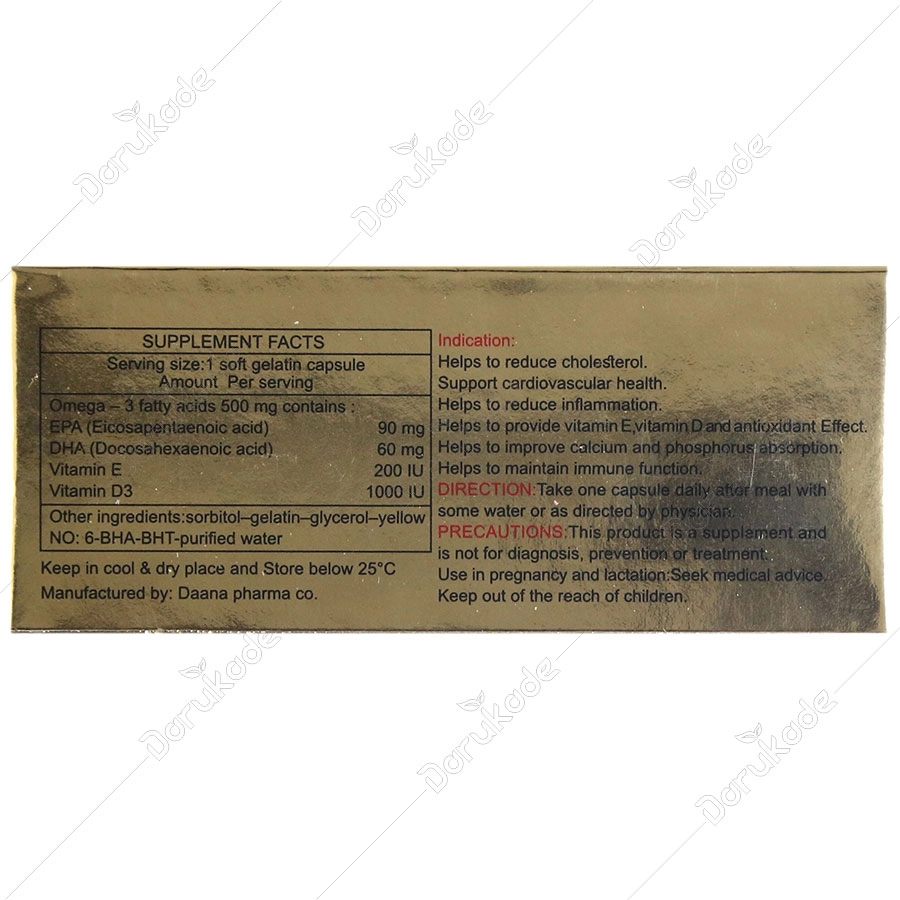 Darukade
Darukade
Darukade
SUPPLEMENT FACTS
Serving size:1 soft gelatin capsule
Amount Per serving
Omega – 3 fatty acids 500 mg contains :
EPA (Eicosapentaenoic acid) 90 mg
DHA (Docosahexaenoic acid) 60 mg
Vitamin E 200 IU
Vitamin D3 1000 IU
Other ingredients:sorbitol–gelatin–glycerol–yellow
NO: 6-BHA-BHT-purified water
Keep in cool & dry place and Store below 25°C
Manufactured by: Daana pharma co.
Indication:
Helps to reduce cholesterol.
Support cardiovascular health.
Helps to reduce inflammation.
Helps to provide vitamin E,vitamin D and antioxidant Effect.
Helps to improve calcium and phosphorus absorption.
Helps to maintain immune function.
DIRECTION:Take one capsule daily after meal with
some water or as directed by physician.
PRECAUTIONS:This product is a supplement and
is not for diagnosis, prevention or treatment.
Use in pregnancy and lactation:Seek medical advice.
Keep out of the reach of children.
Darukade
Darukade
Darukade